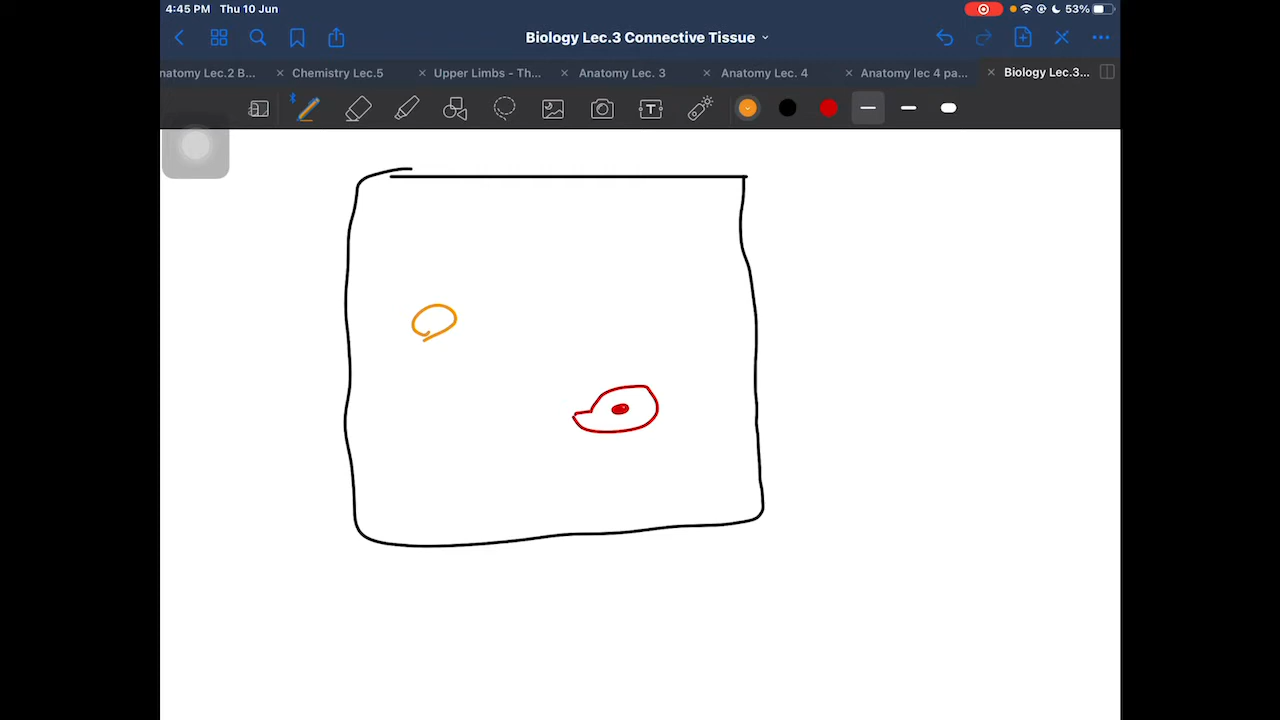 4:45 PM Thu 10 Jun
53%
Biology Lec.3 Connective Tissue
natomy Lec.2 B... Chemistry Lec.5 Upper Limbs - Th... Anatomy Lec. 3 Anatomy Lec. 4 Anatomy lec 4 pa... Biology Lec.3...
T